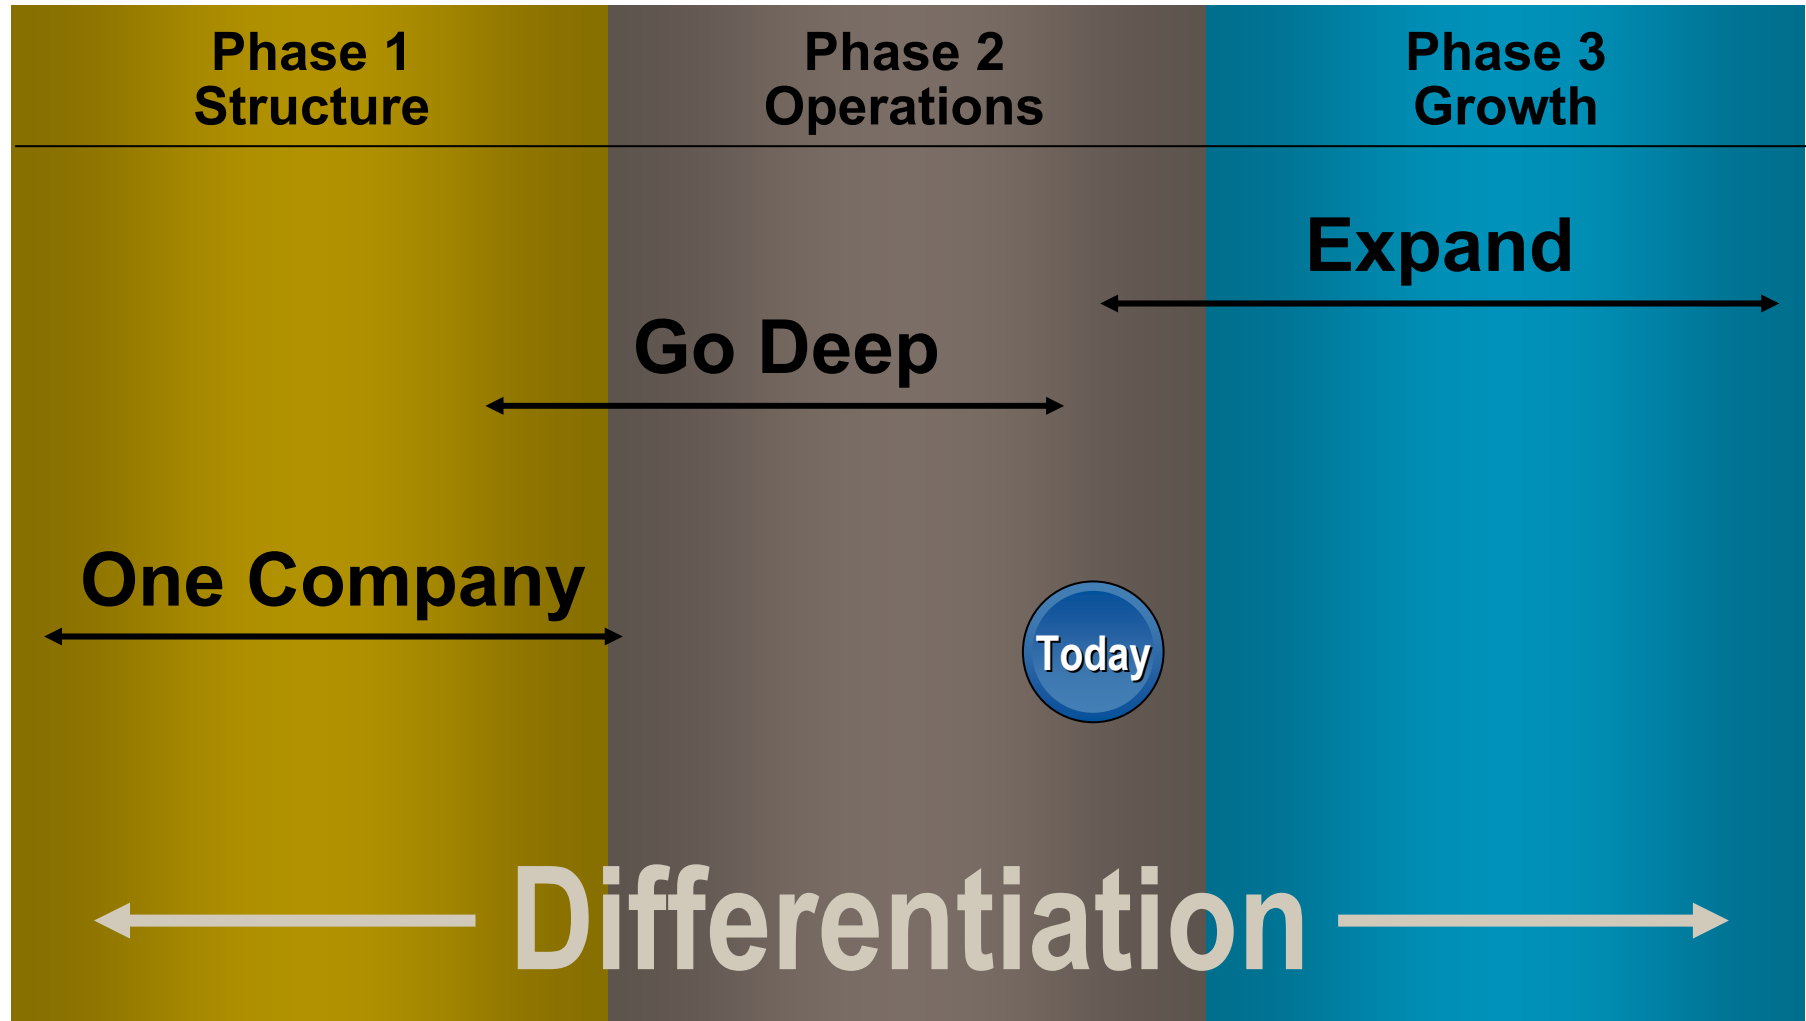 Phase 1
Structure
Phase 2
Operations
Phase 3
Growth
Expand
Go Deep
One Company
Today
Differentiation